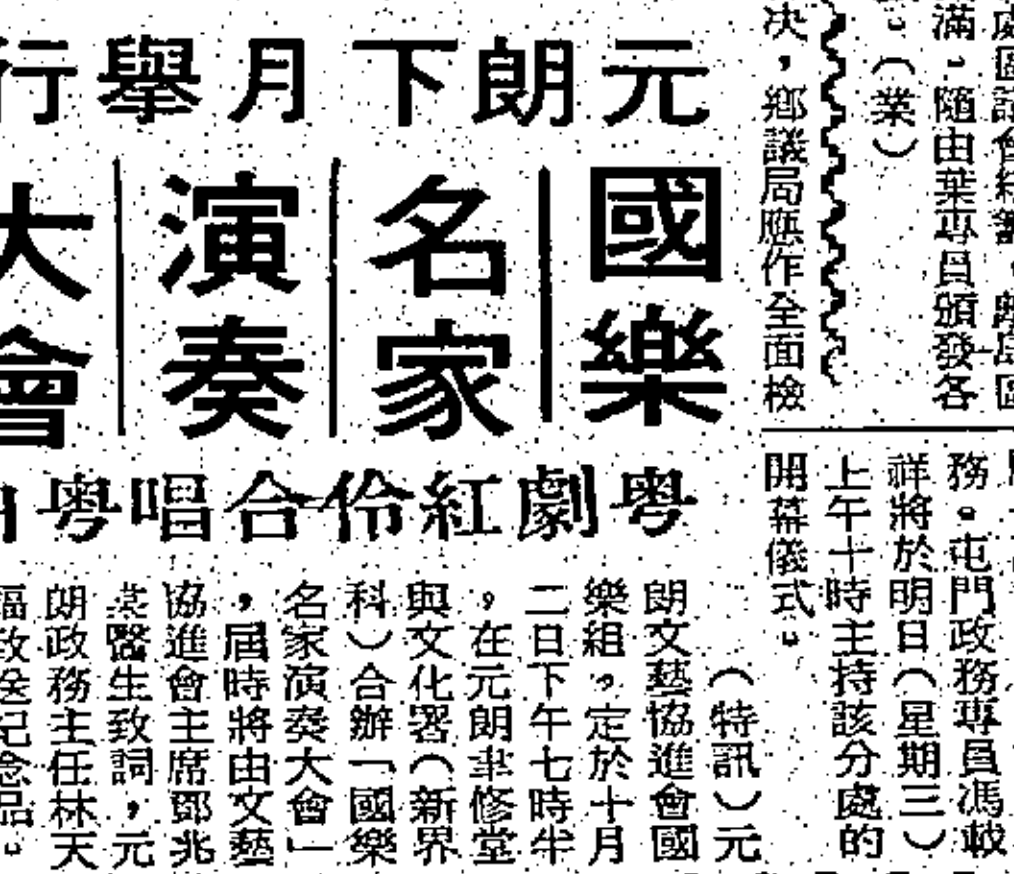 滿。隨由葉專員頒發各
。（業）
决，鄉議局應作全面檢
務。屯門政務專員馮載
祥將於明日（星期三）
上午十時主持該分處的
開幕儀式。
元朗下月舉行
國樂
名家
演奏
大會
粵劇紅伶合唱粵
（特訊）元
朗文藝協進會國
樂組，定於十月
二日下午七時半
，在元朗聿修堂
與文化署（新界
科）合辦「國樂
名家演奏大會」
，屆時將由文藝
協進會主席鄧兆
棠醫生致詞，元
朗政務主任林天
福致送紀念品。